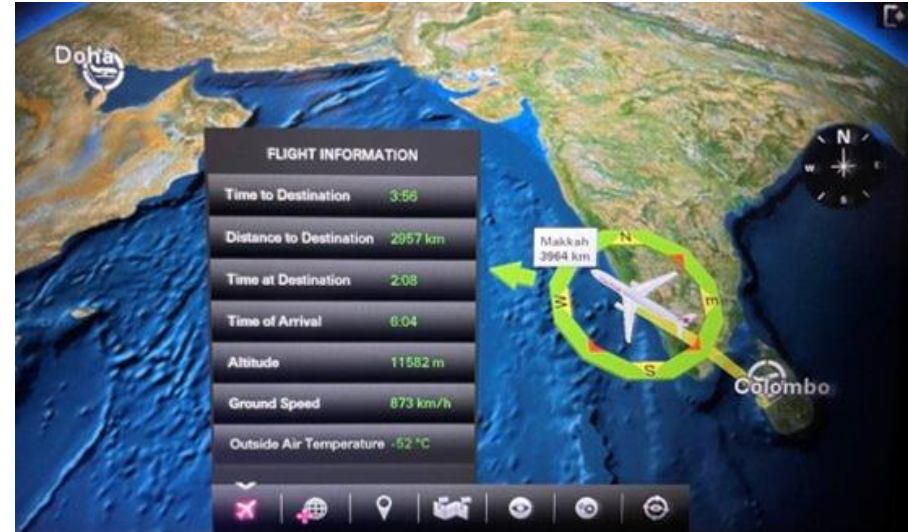 Doha
FLIGHT INFORMATION
Time to Destination 3:56
Distance to Destination 2957 km
Time at Destination 2:08
Time of Arrival 6:04
Altitude 11582 m
Ground Speed 873 km/h
Outside Air Temperature -52 °C
Makkah
3964 km
N
W
E
S
Colombo
N
W
E
S